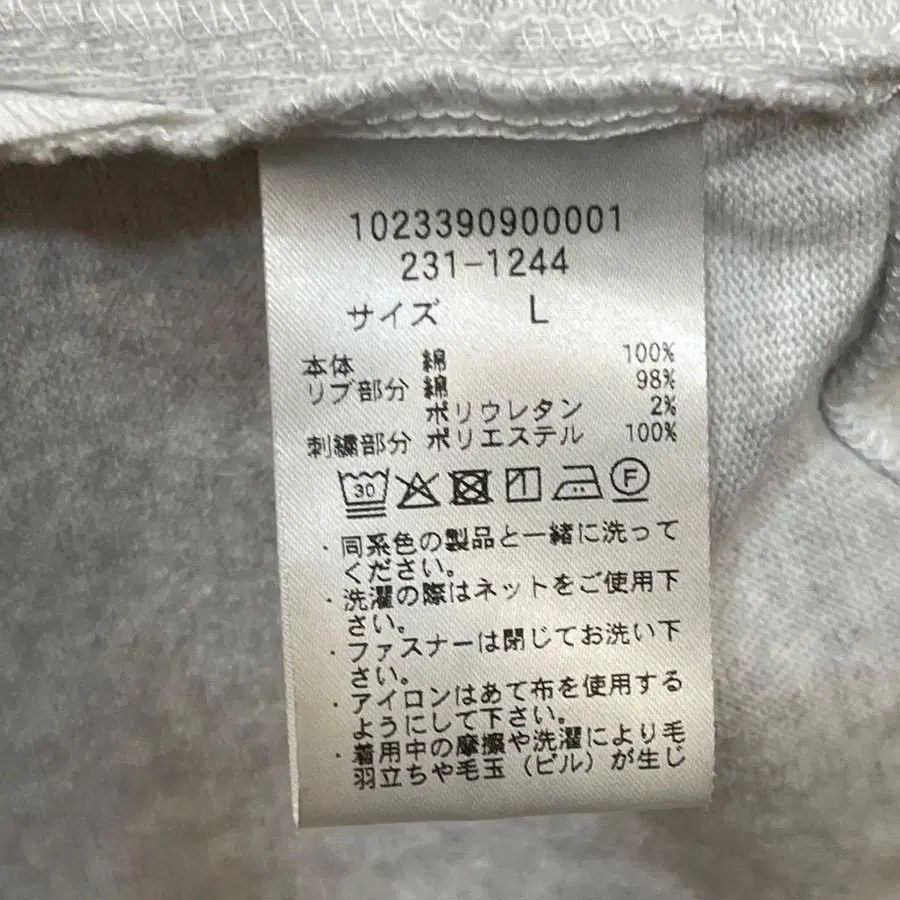 1023390900001
231-1244
サイズ L
本体 綿 100%
リブ部分 綿 98%
ポリウレタン 2%
刺繍部分 ポリエステル 100%
30 F
・同系色の製品と一緒に洗って
ください。
・洗濯の際はネットをご使用下
さい。
・ファスナーは閉じてお洗い下
さい。
・アイロンはあて布を使用する
ようにして下さい。
・着用中の摩擦や洗濯により毛
羽立ちや毛玉（ピル）が生じ